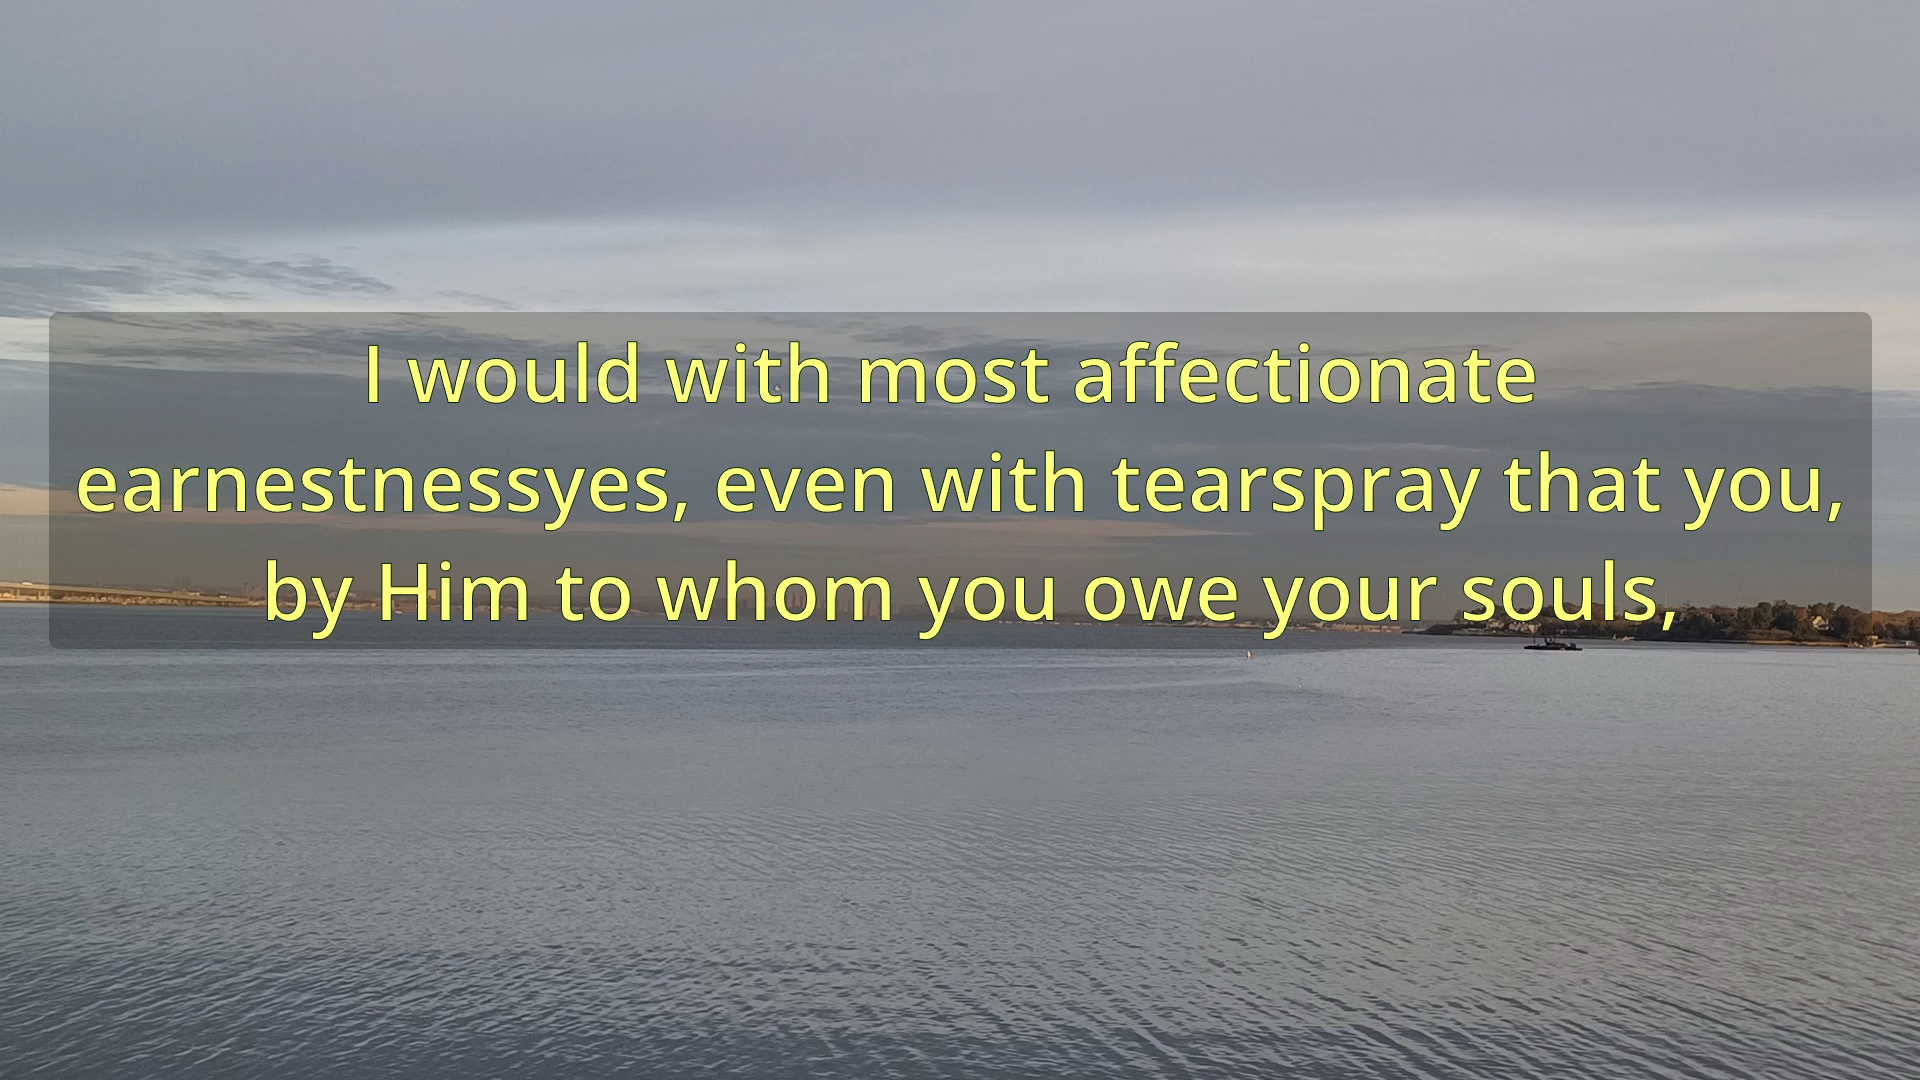 I would with most affectionate
earnestnessyes, even with tearspray that you,
by Him to whom you owe your souls,